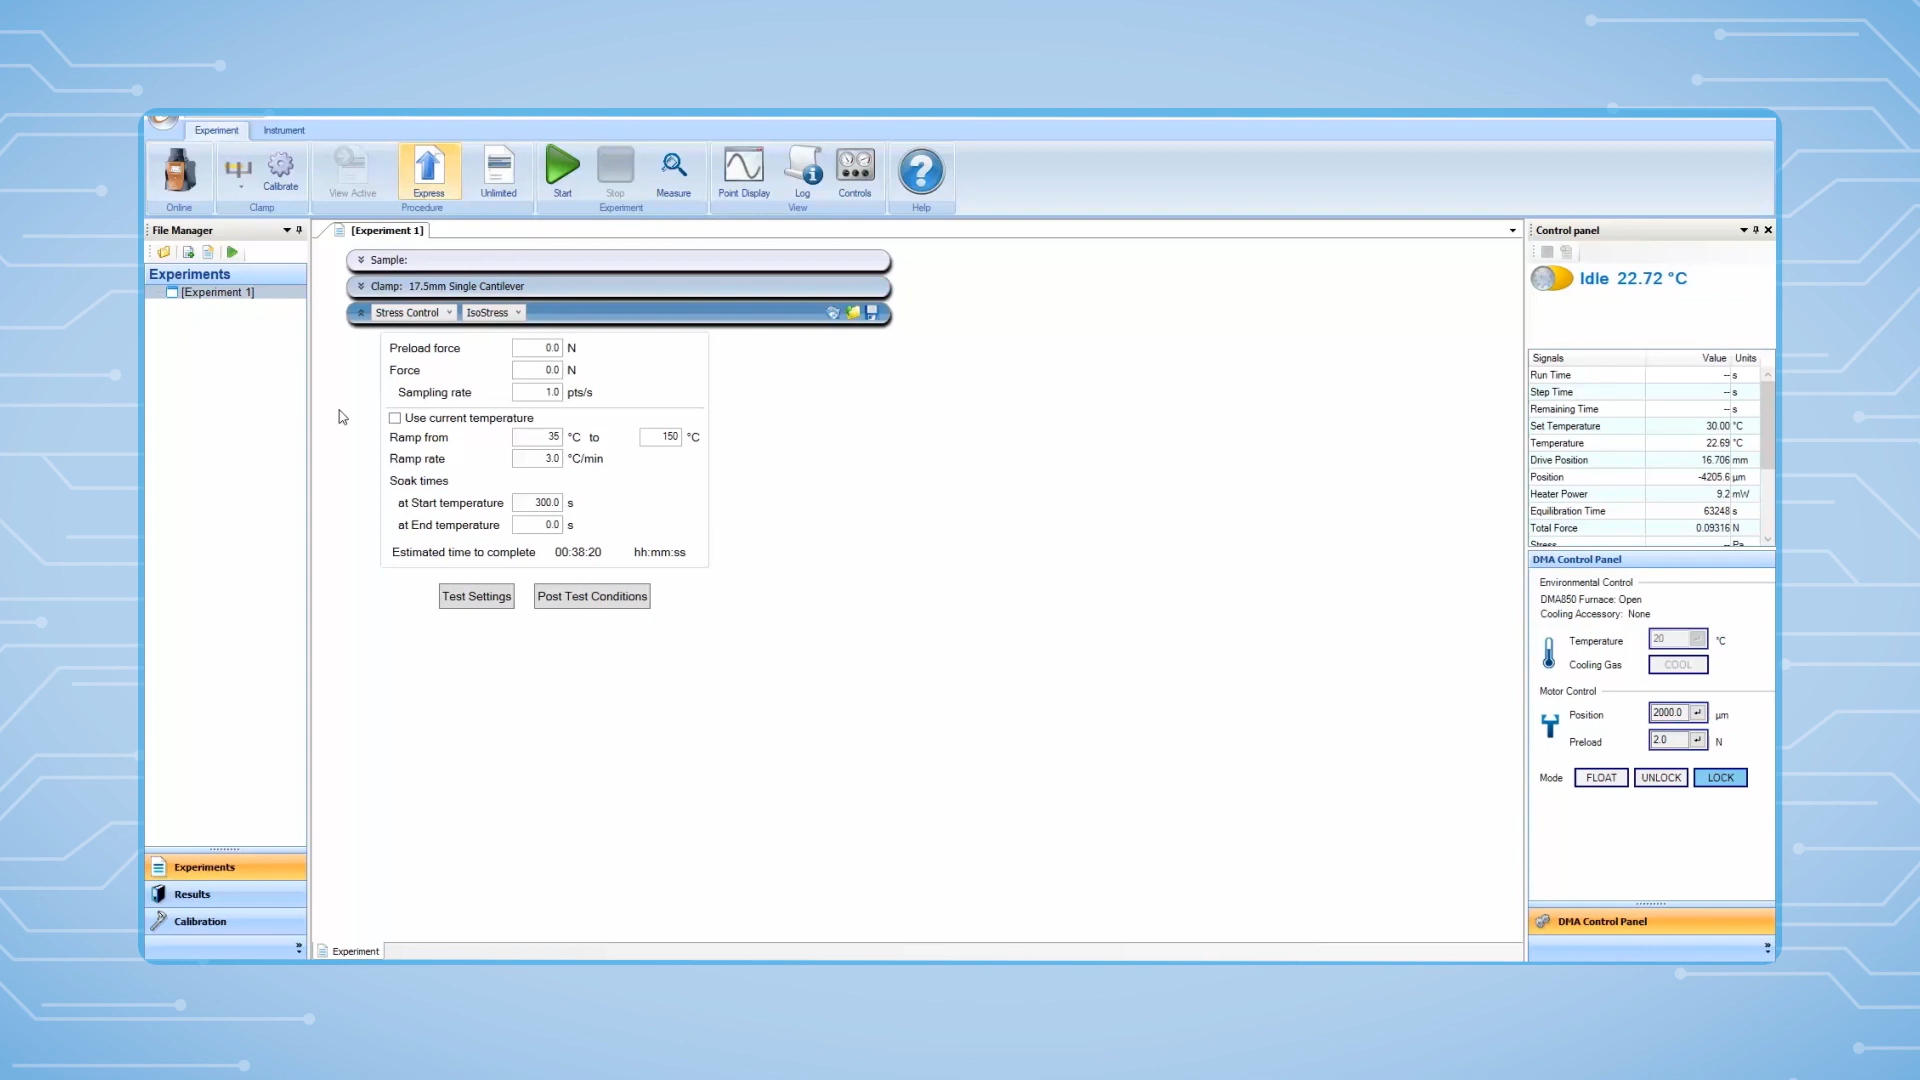 Experiment Instrument
Online
Calibrate
Clamp
View Active Express Unlimited
Procedure
Start Stop Measure
Experiment
Point Display Log Controls
View
Help
File Manager
Experiments
[Experiment 1]
Experiments
Results
Calibration
[Experiment 1]
Sample:
Clamp: 17.5mm Single Cantilever
Stress Control IsoStress
Preload force 0.0 N
Force 0.0 N
Sampling rate 1.0 pts/s
Use current temperature
Ramp from 35 °C to 150 °C
Ramp rate 3.0 °C/min
Soak times
at Start temperature 300.0 s
at End temperature 0.0 s
Estimated time to complete 00:38:20 hh:mm:ss
Test Settings Post Test Conditions
Experiment
Control panel
Idle 22.72 °C
Signals Value Units
Run Time -- s
Step Time -- s
Remaining Time -- s
Set Temperature 30.00 °C
Temperature 22.69 °C
Drive Position 16.706 mm
Position -4205.6 µm
Heater Power 9.2 mW
Equilibration Time 63248 s
Total Force 0.09316 N
Stress -- Pa
DMA Control Panel
Environmental Control
DMA850 Furnace: Open
Cooling Accessory: None
Temperature 20 °C
Cooling Gas COOL
Motor Control
Position 2000.0 µm
Preload 2.0 N
Mode FLOAT UNLOCK LOCK
DMA Control Panel